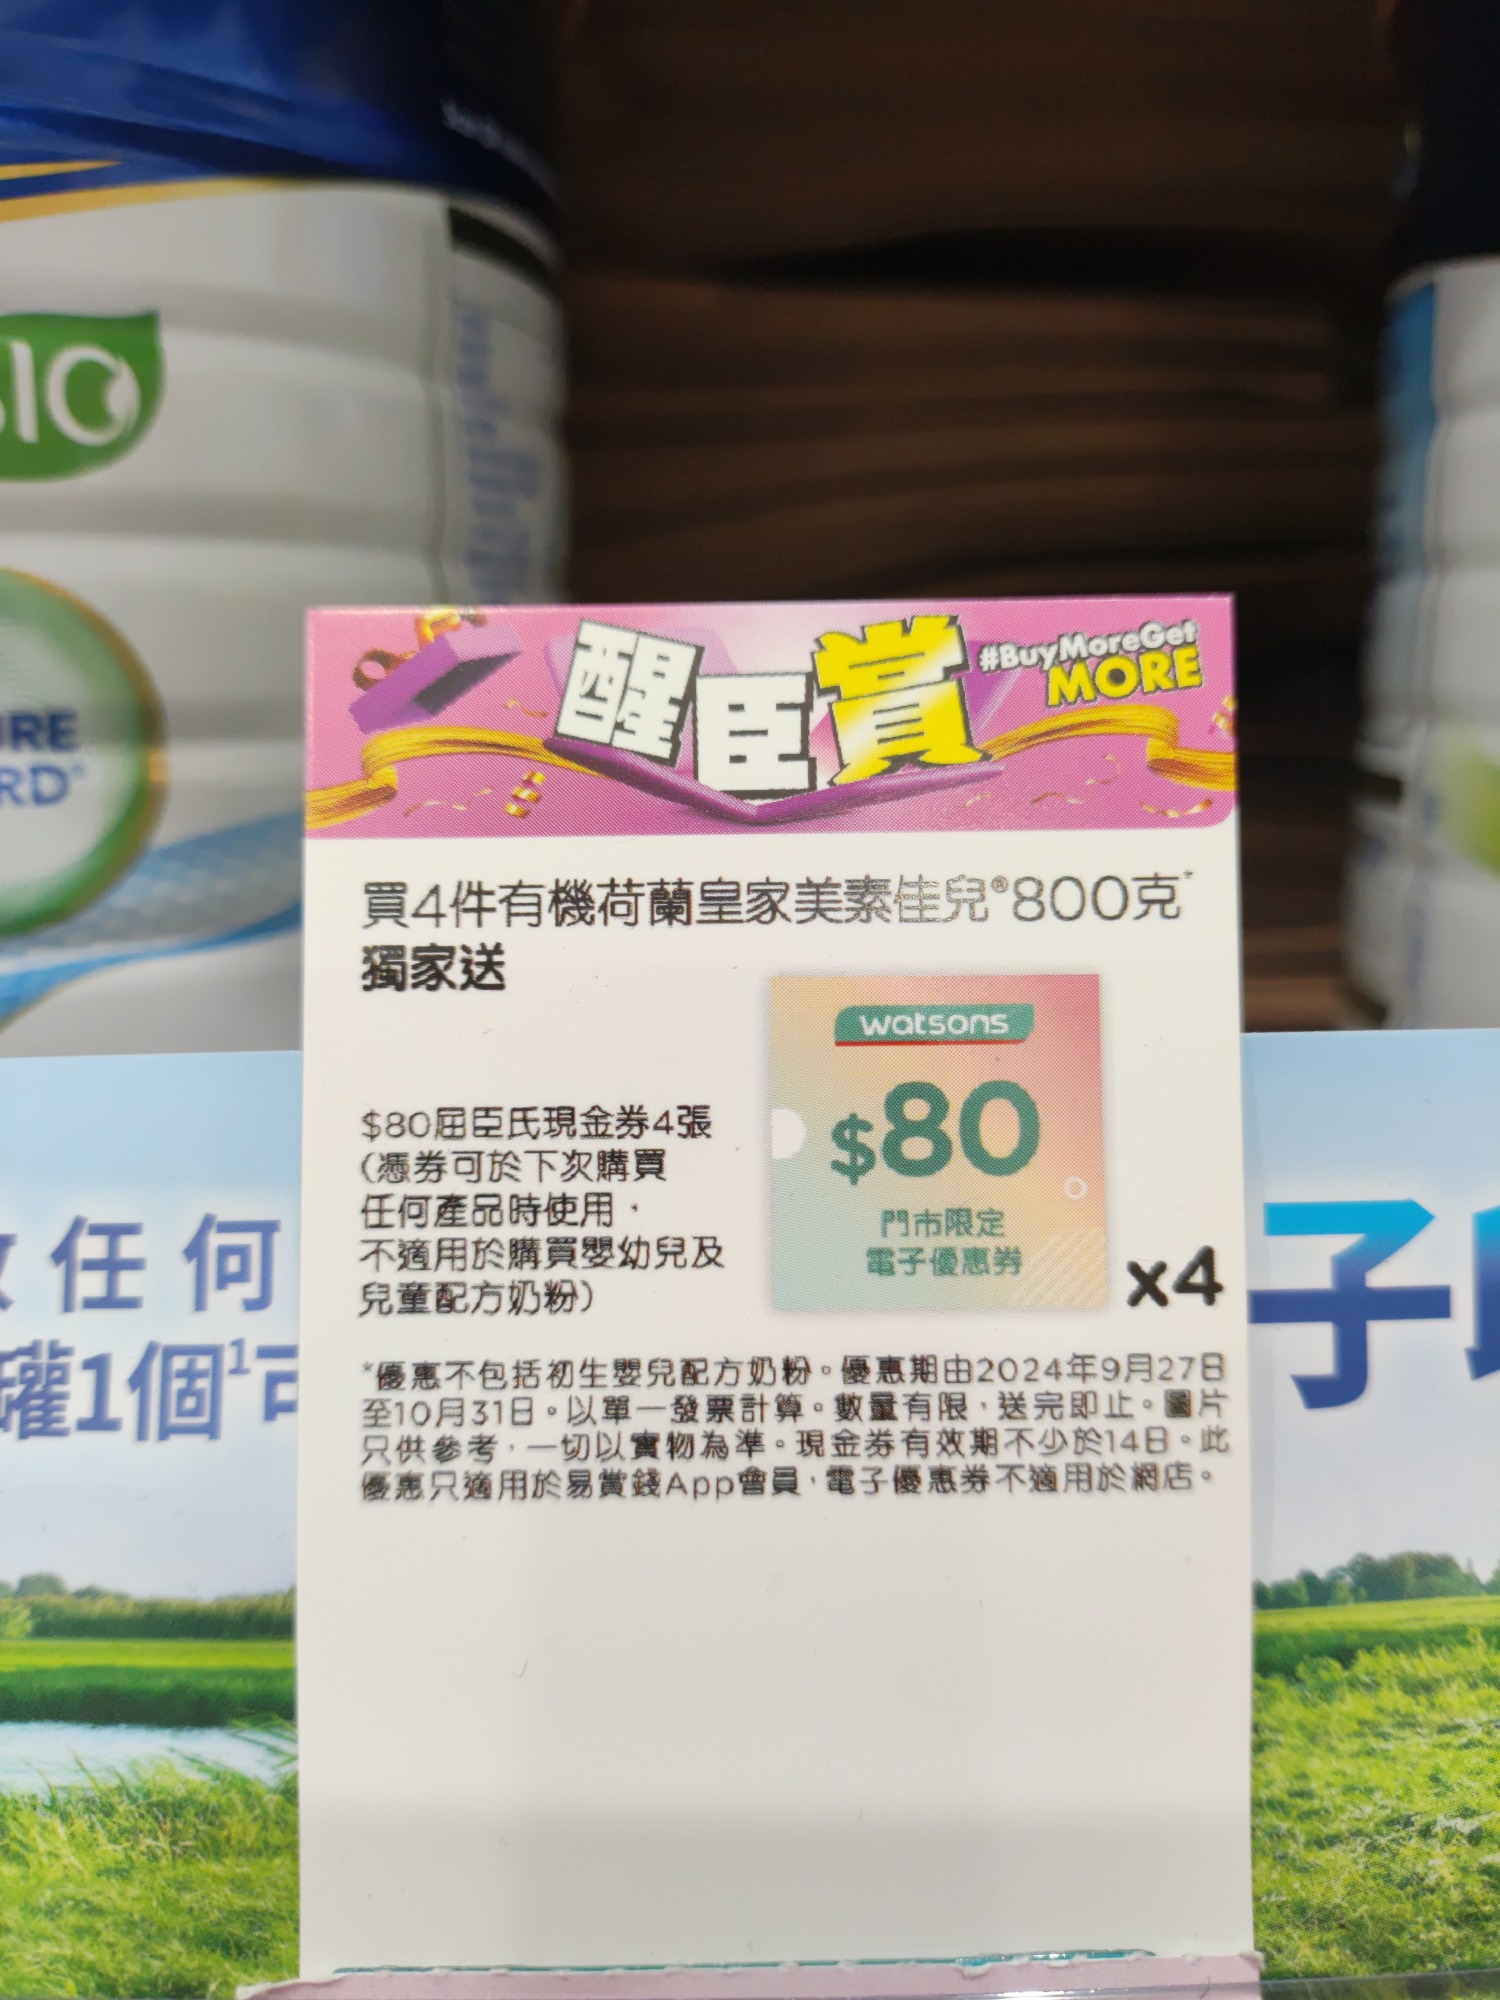 BIO
醒臣賞
#BuyMoreGet
MORE
買4件有機荷蘭皇家美素佳兒®800克*
獨家送
watsons
$80
門市限定
電子優惠券
x4
$80屈臣氏現金券4張
(憑券可於下次購買
任何產品時使用，
不適用於購買嬰幼兒及
兒童配方奶粉)
*優惠不包括初生嬰兒配方奶粉。優惠期由2024年9月27日
至10月31日。以單一發票計算。數量有限，送完即止。圖片
只供參考，一切以實物為準。現金券有效期不少於14日。此
優惠只適用於易賞錢App會員，電子優惠券不適用於網店。
任何
罐1個¹可
子